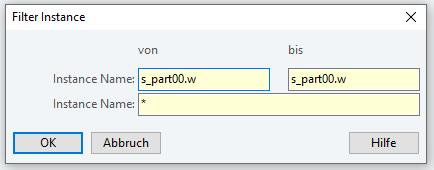 Filter Instance
von bis
Instance Name: s_part00.w s_part00.w
Instance Name: *
OK Abbruch Hilfe